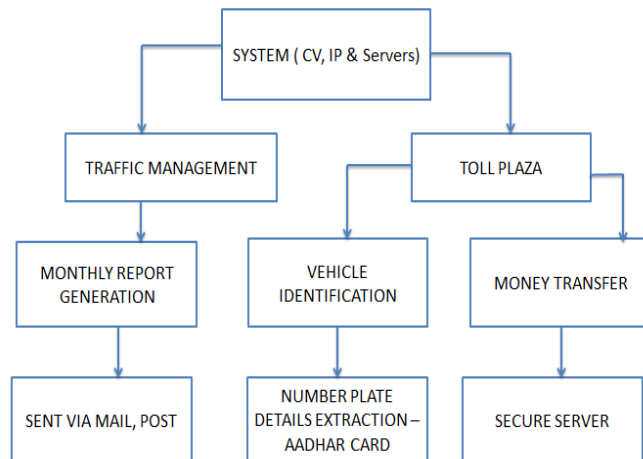 SYSTEM ( CV, IP & Servers)
TRAFFIC MANAGEMENT
TOLL PLAZA
MONTHLY REPORT
GENERATION
VEHICLE
IDENTIFICATION
MONEY TRANSFER
SENT VIA MAIL, POST
NUMBER PLATE
DETAILS EXTRACTION –
AADHAR CARD
SECURE SERVER